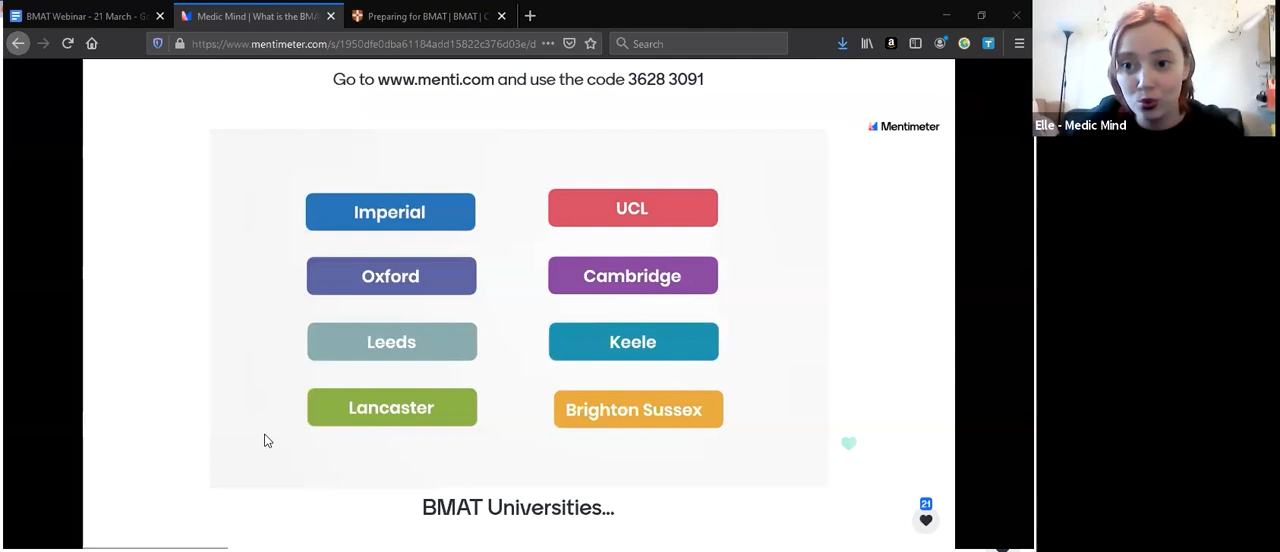 BMAT Webinar - 21 March - Go
Medic Mind | What is the BMA
Preparing for BMAT | BMAT | C
https://www.mentimeter.com/s/1950dfe0dba61184add15822c376d03e/d
Search
Go to www.menti.com and use the code 3628 3091
Mentimeter
Elle - Medic Mind
Imperial
UCL
Oxford
Cambridge
Leeds
Keele
Lancaster
Brighton Sussex
BMAT Universities...
21